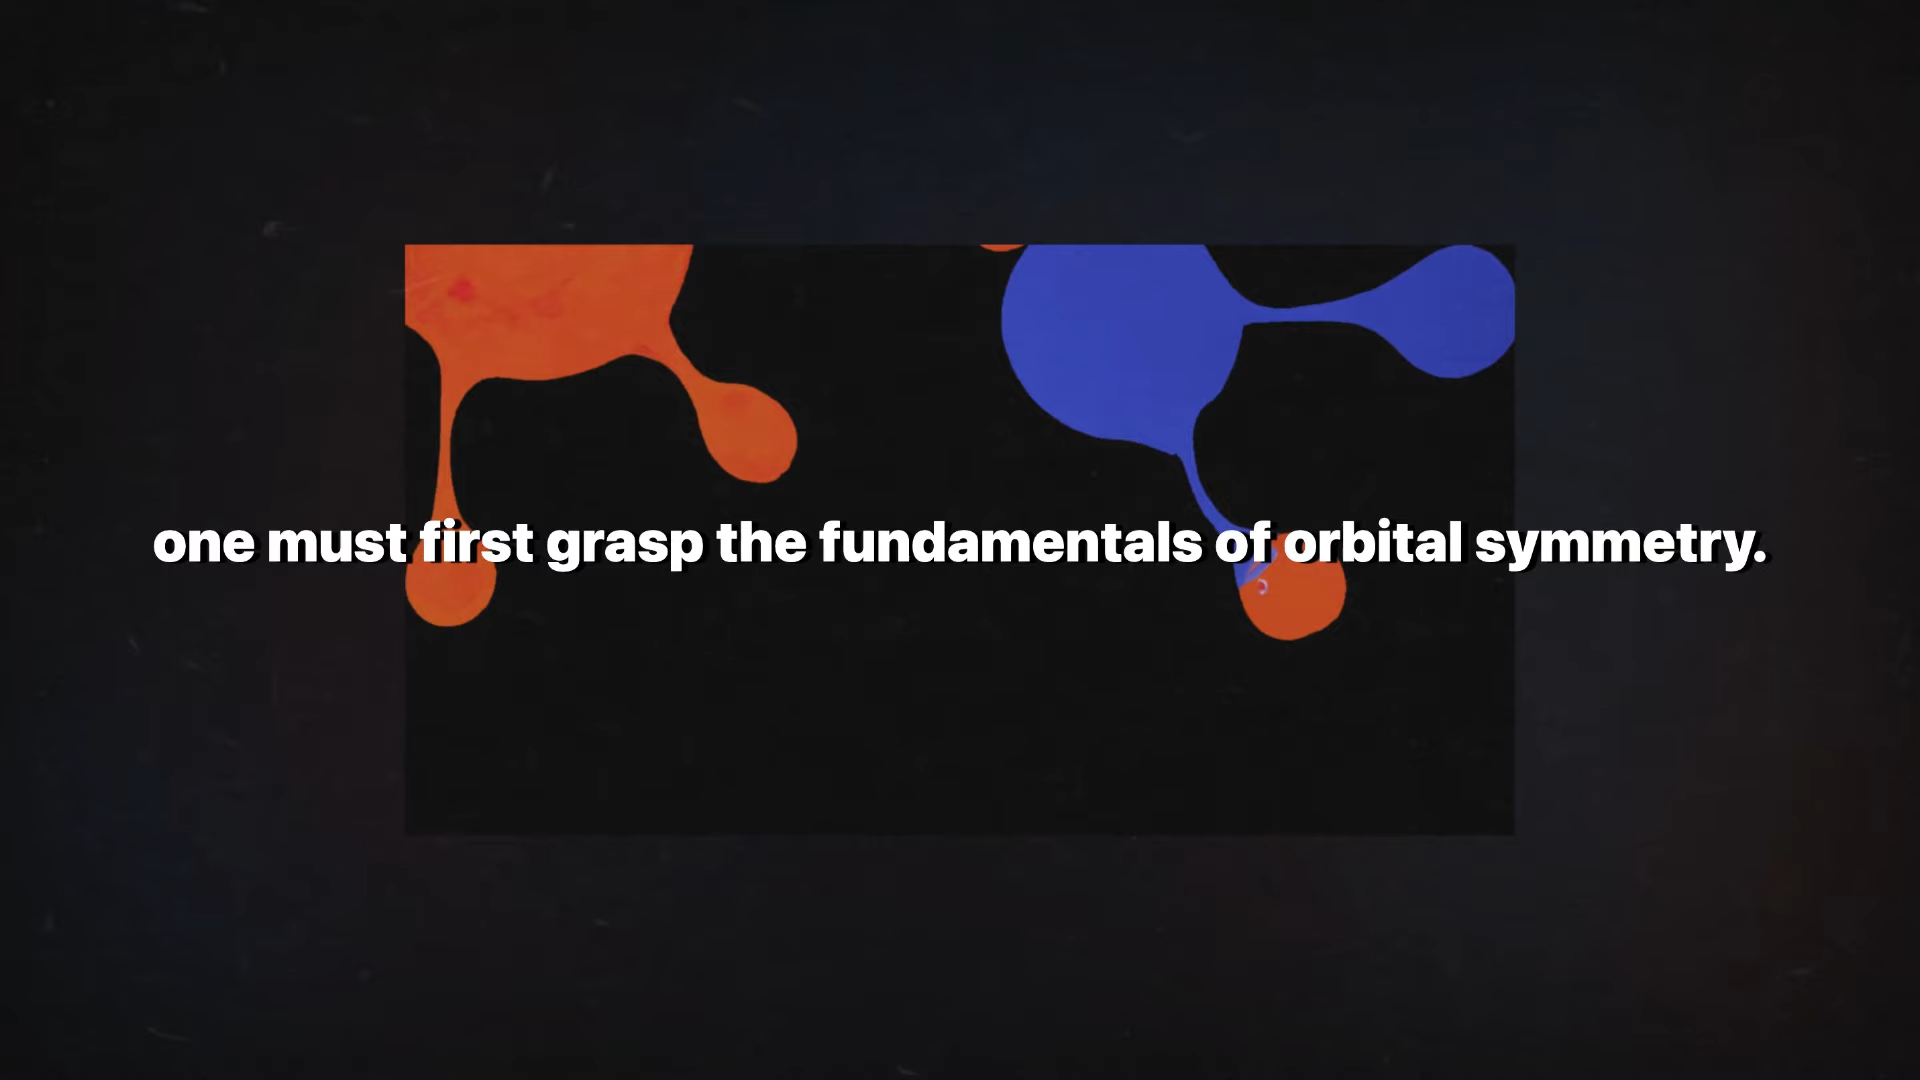 one must first grasp the fundamentals of orbital symmetry.